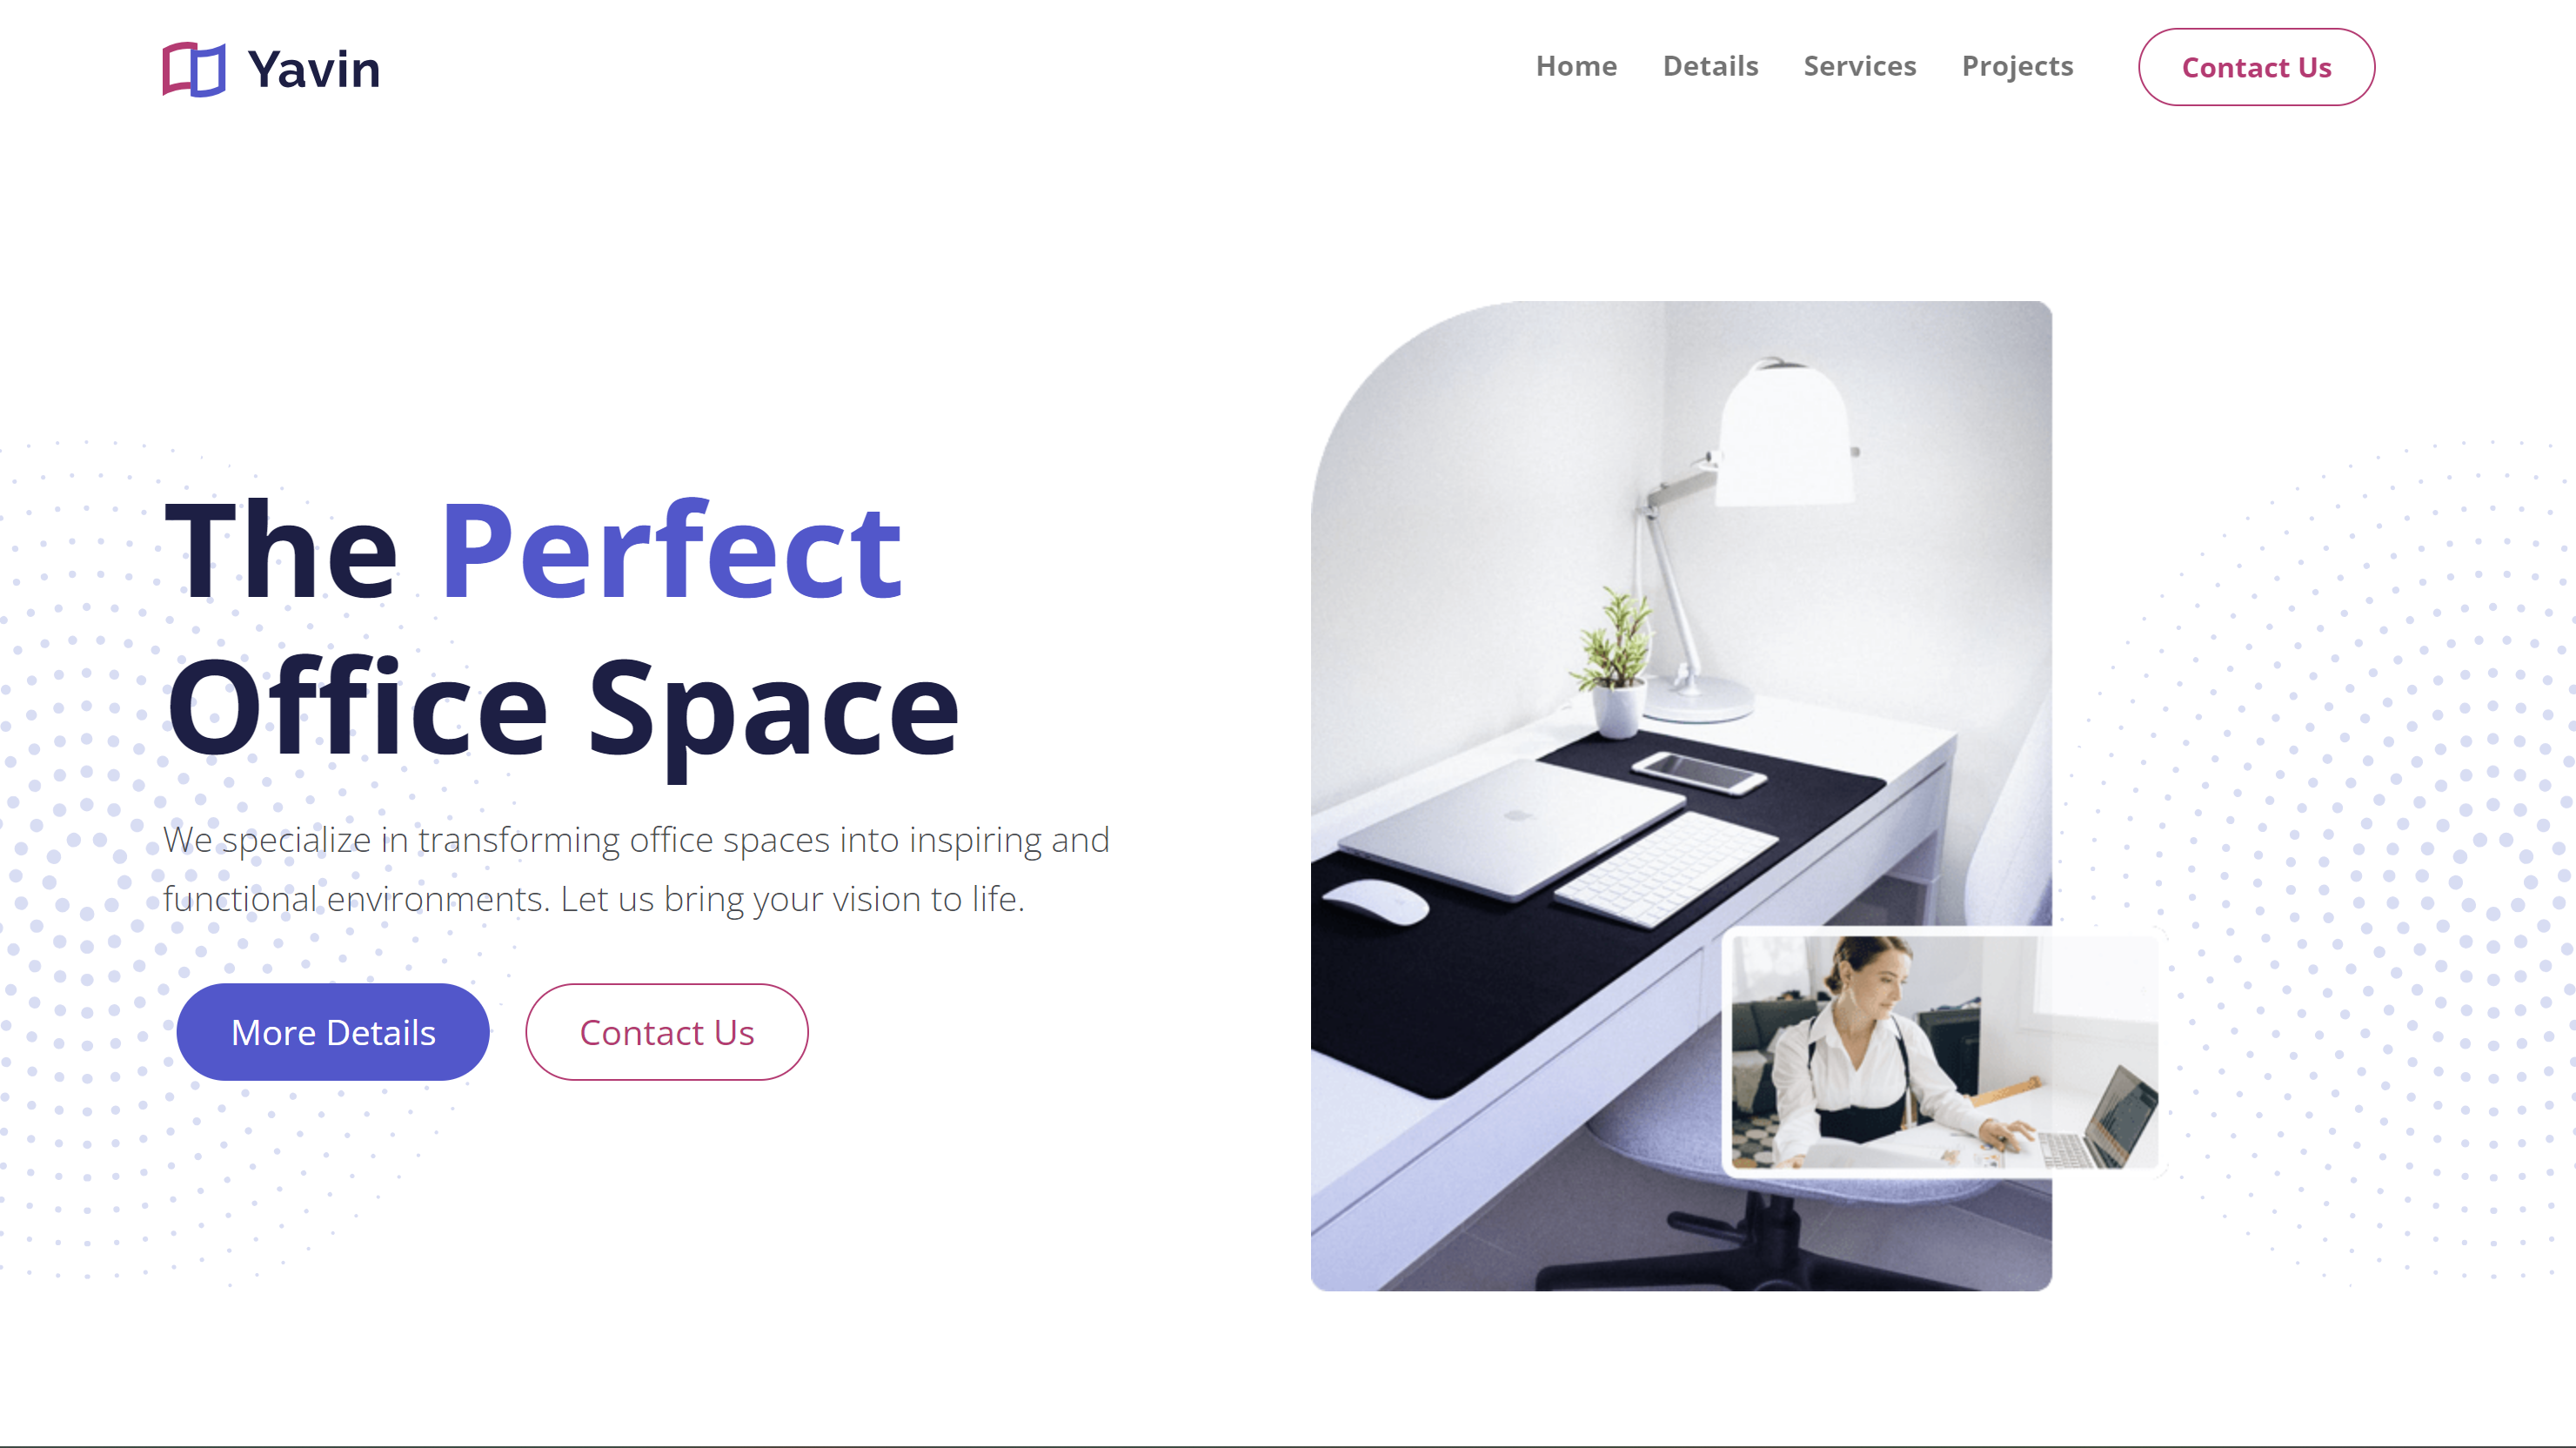 Yavin
Home Details Services Projects Contact Us
The Perfect
Office Space
We specialize in transforming office spaces into inspiring and
functional environments. Let us bring your vision to life.
More Details Contact Us